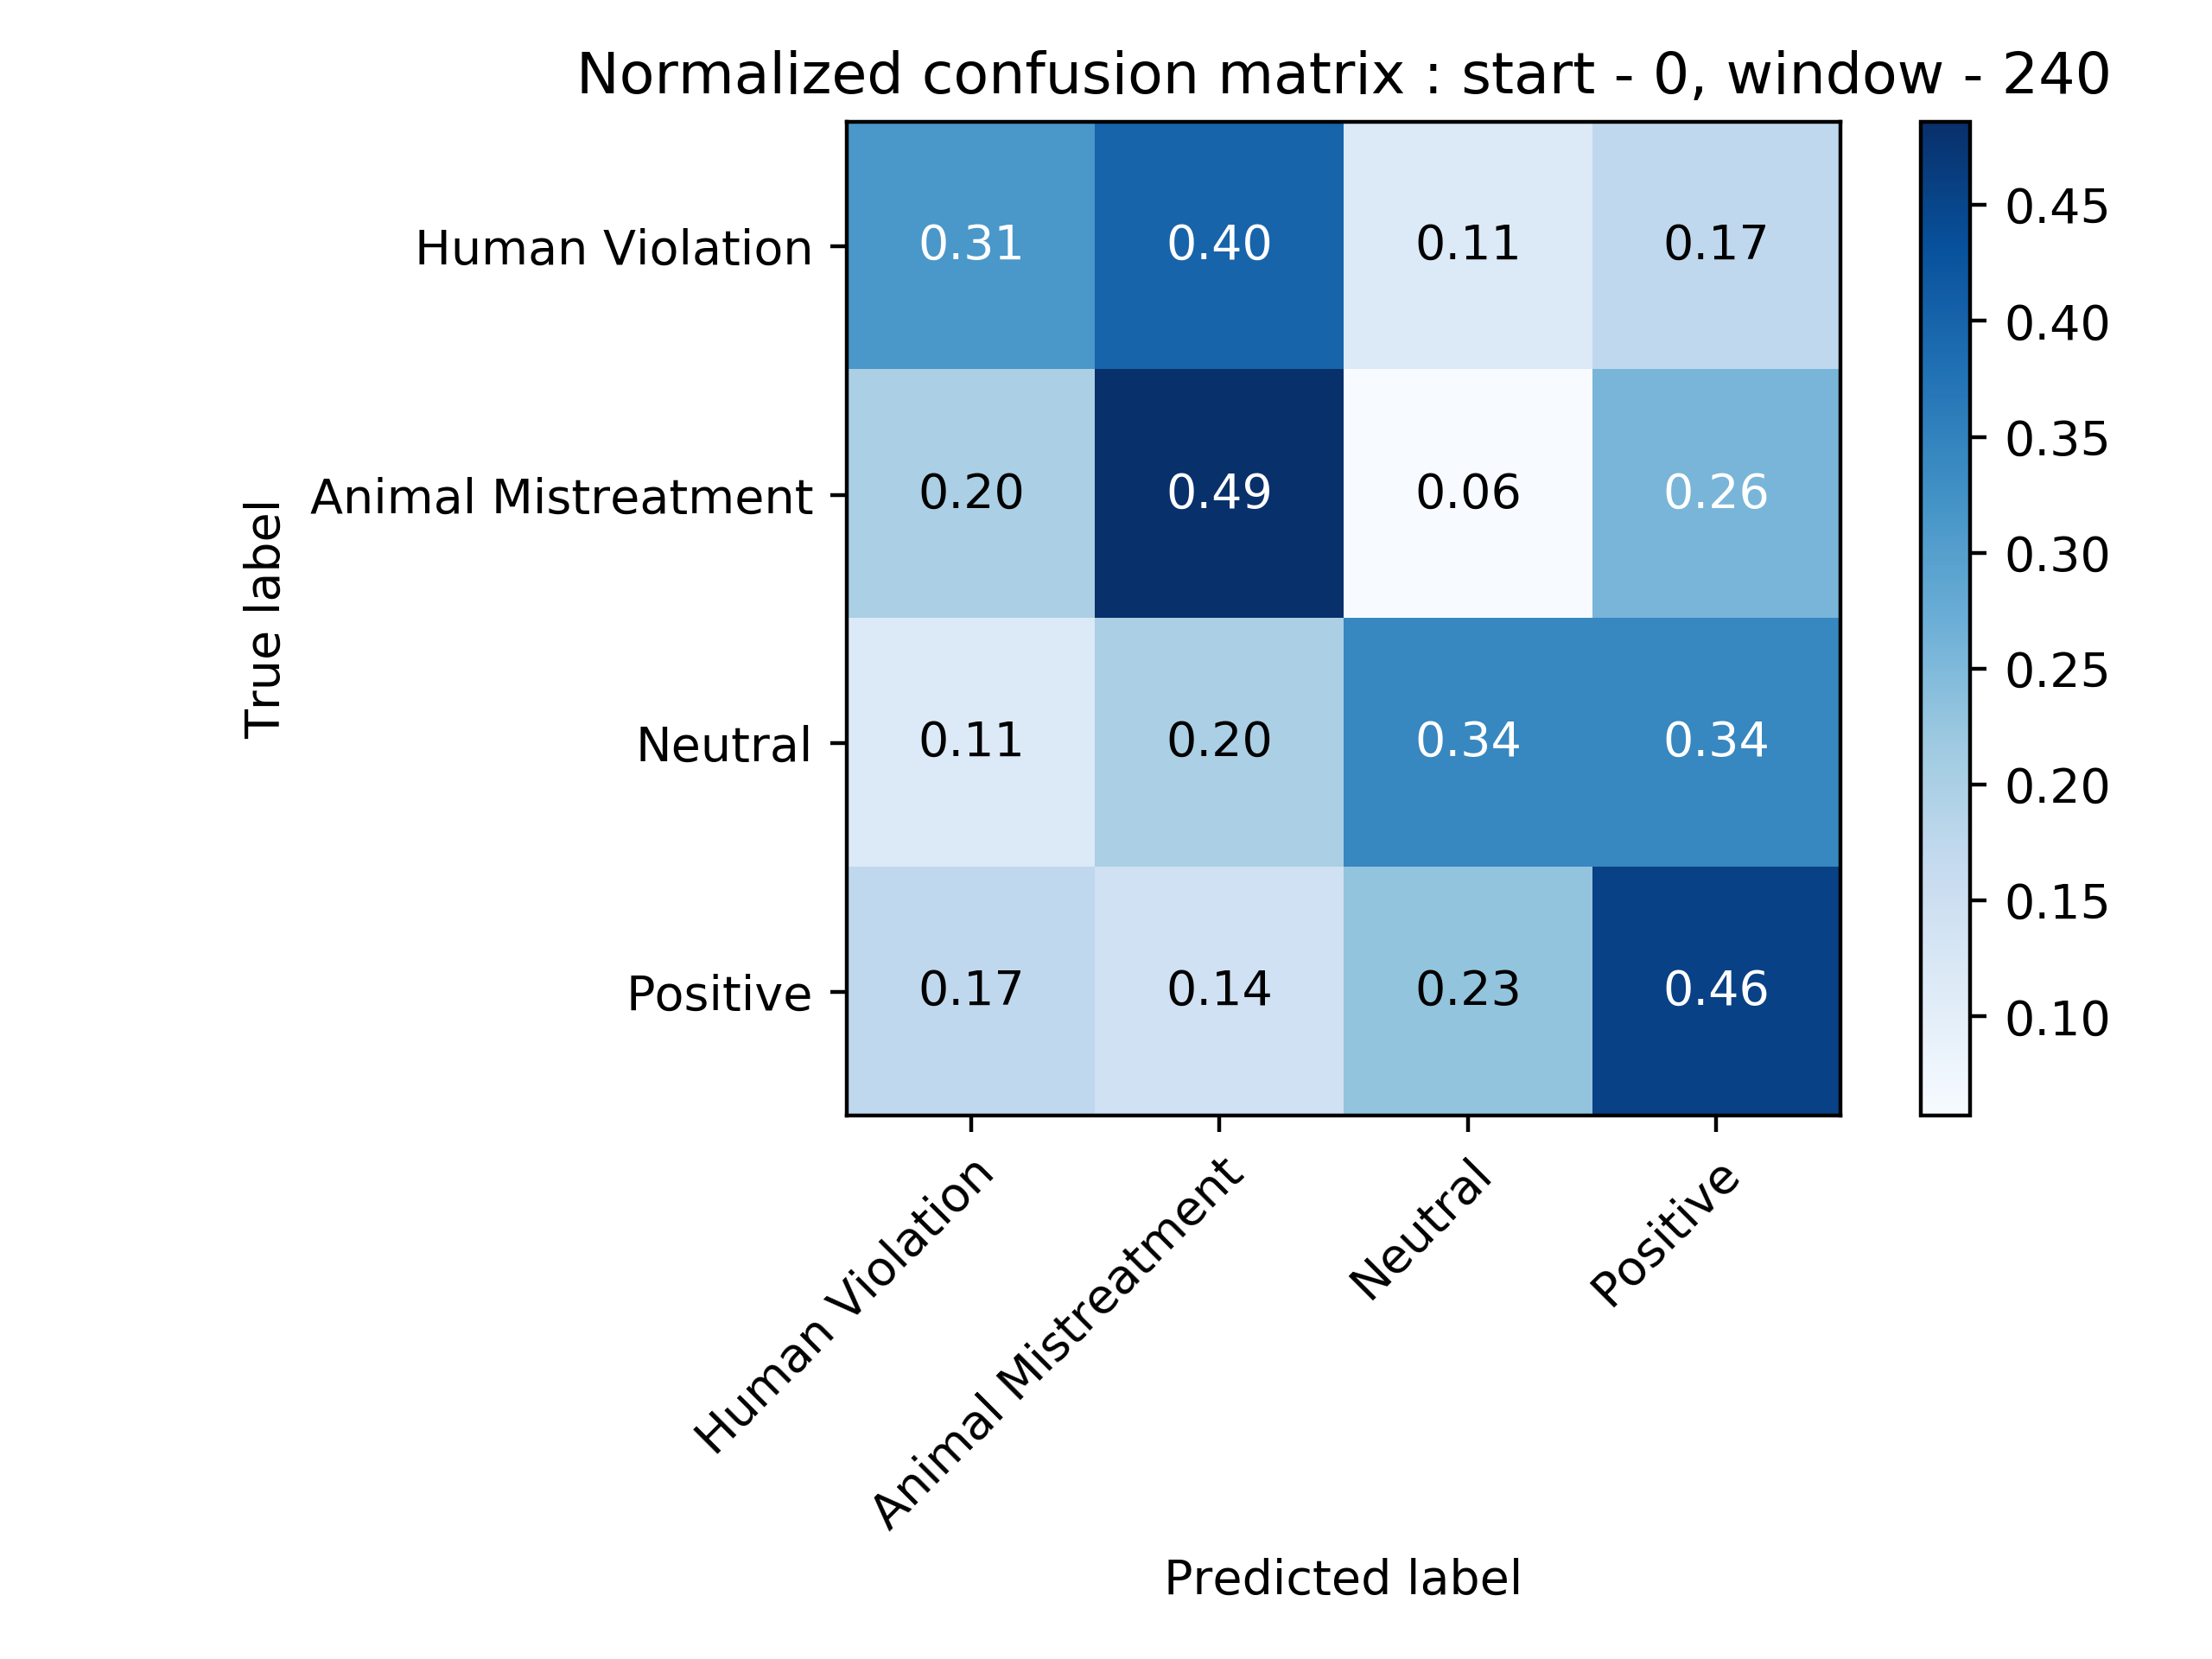 Normalized confusion matrix : start - 0, window - 240
True label
Human Violation
0.31 0.40 0.11 0.17
Animal Mistreatment
0.20 0.49 0.06 0.26
Neutral
0.11 0.20 0.34 0.34
Positive
0.17 0.14 0.23 0.46
Human Violation
Animal Mistreatment
Neutral
Positive
Predicted label
0.45
0.40
0.35
0.30
0.25
0.20
0.15
0.10